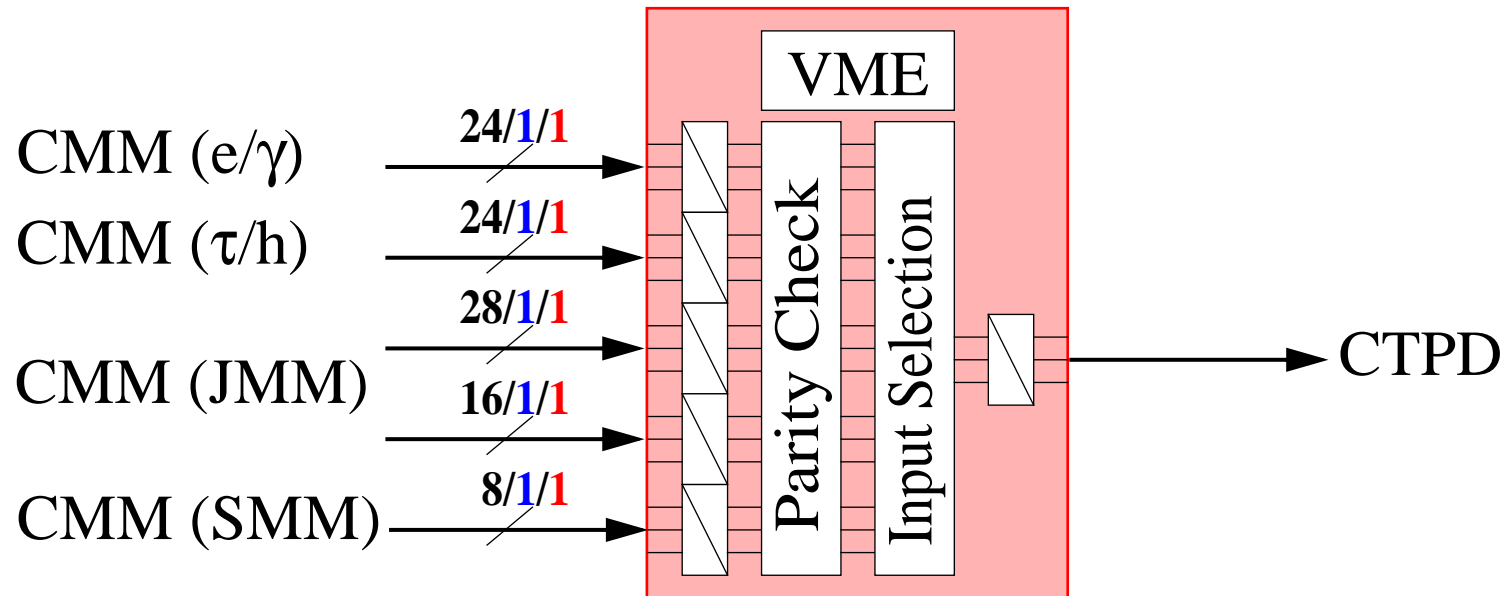 VME
CMM (e/γ)
24/1/1
CMM (τ/h)
24/1/1
CMM (JMM)
28/1/1
16/1/1
CMM (SMM)
8/1/1
Parity Check
Input Selection
CTPD